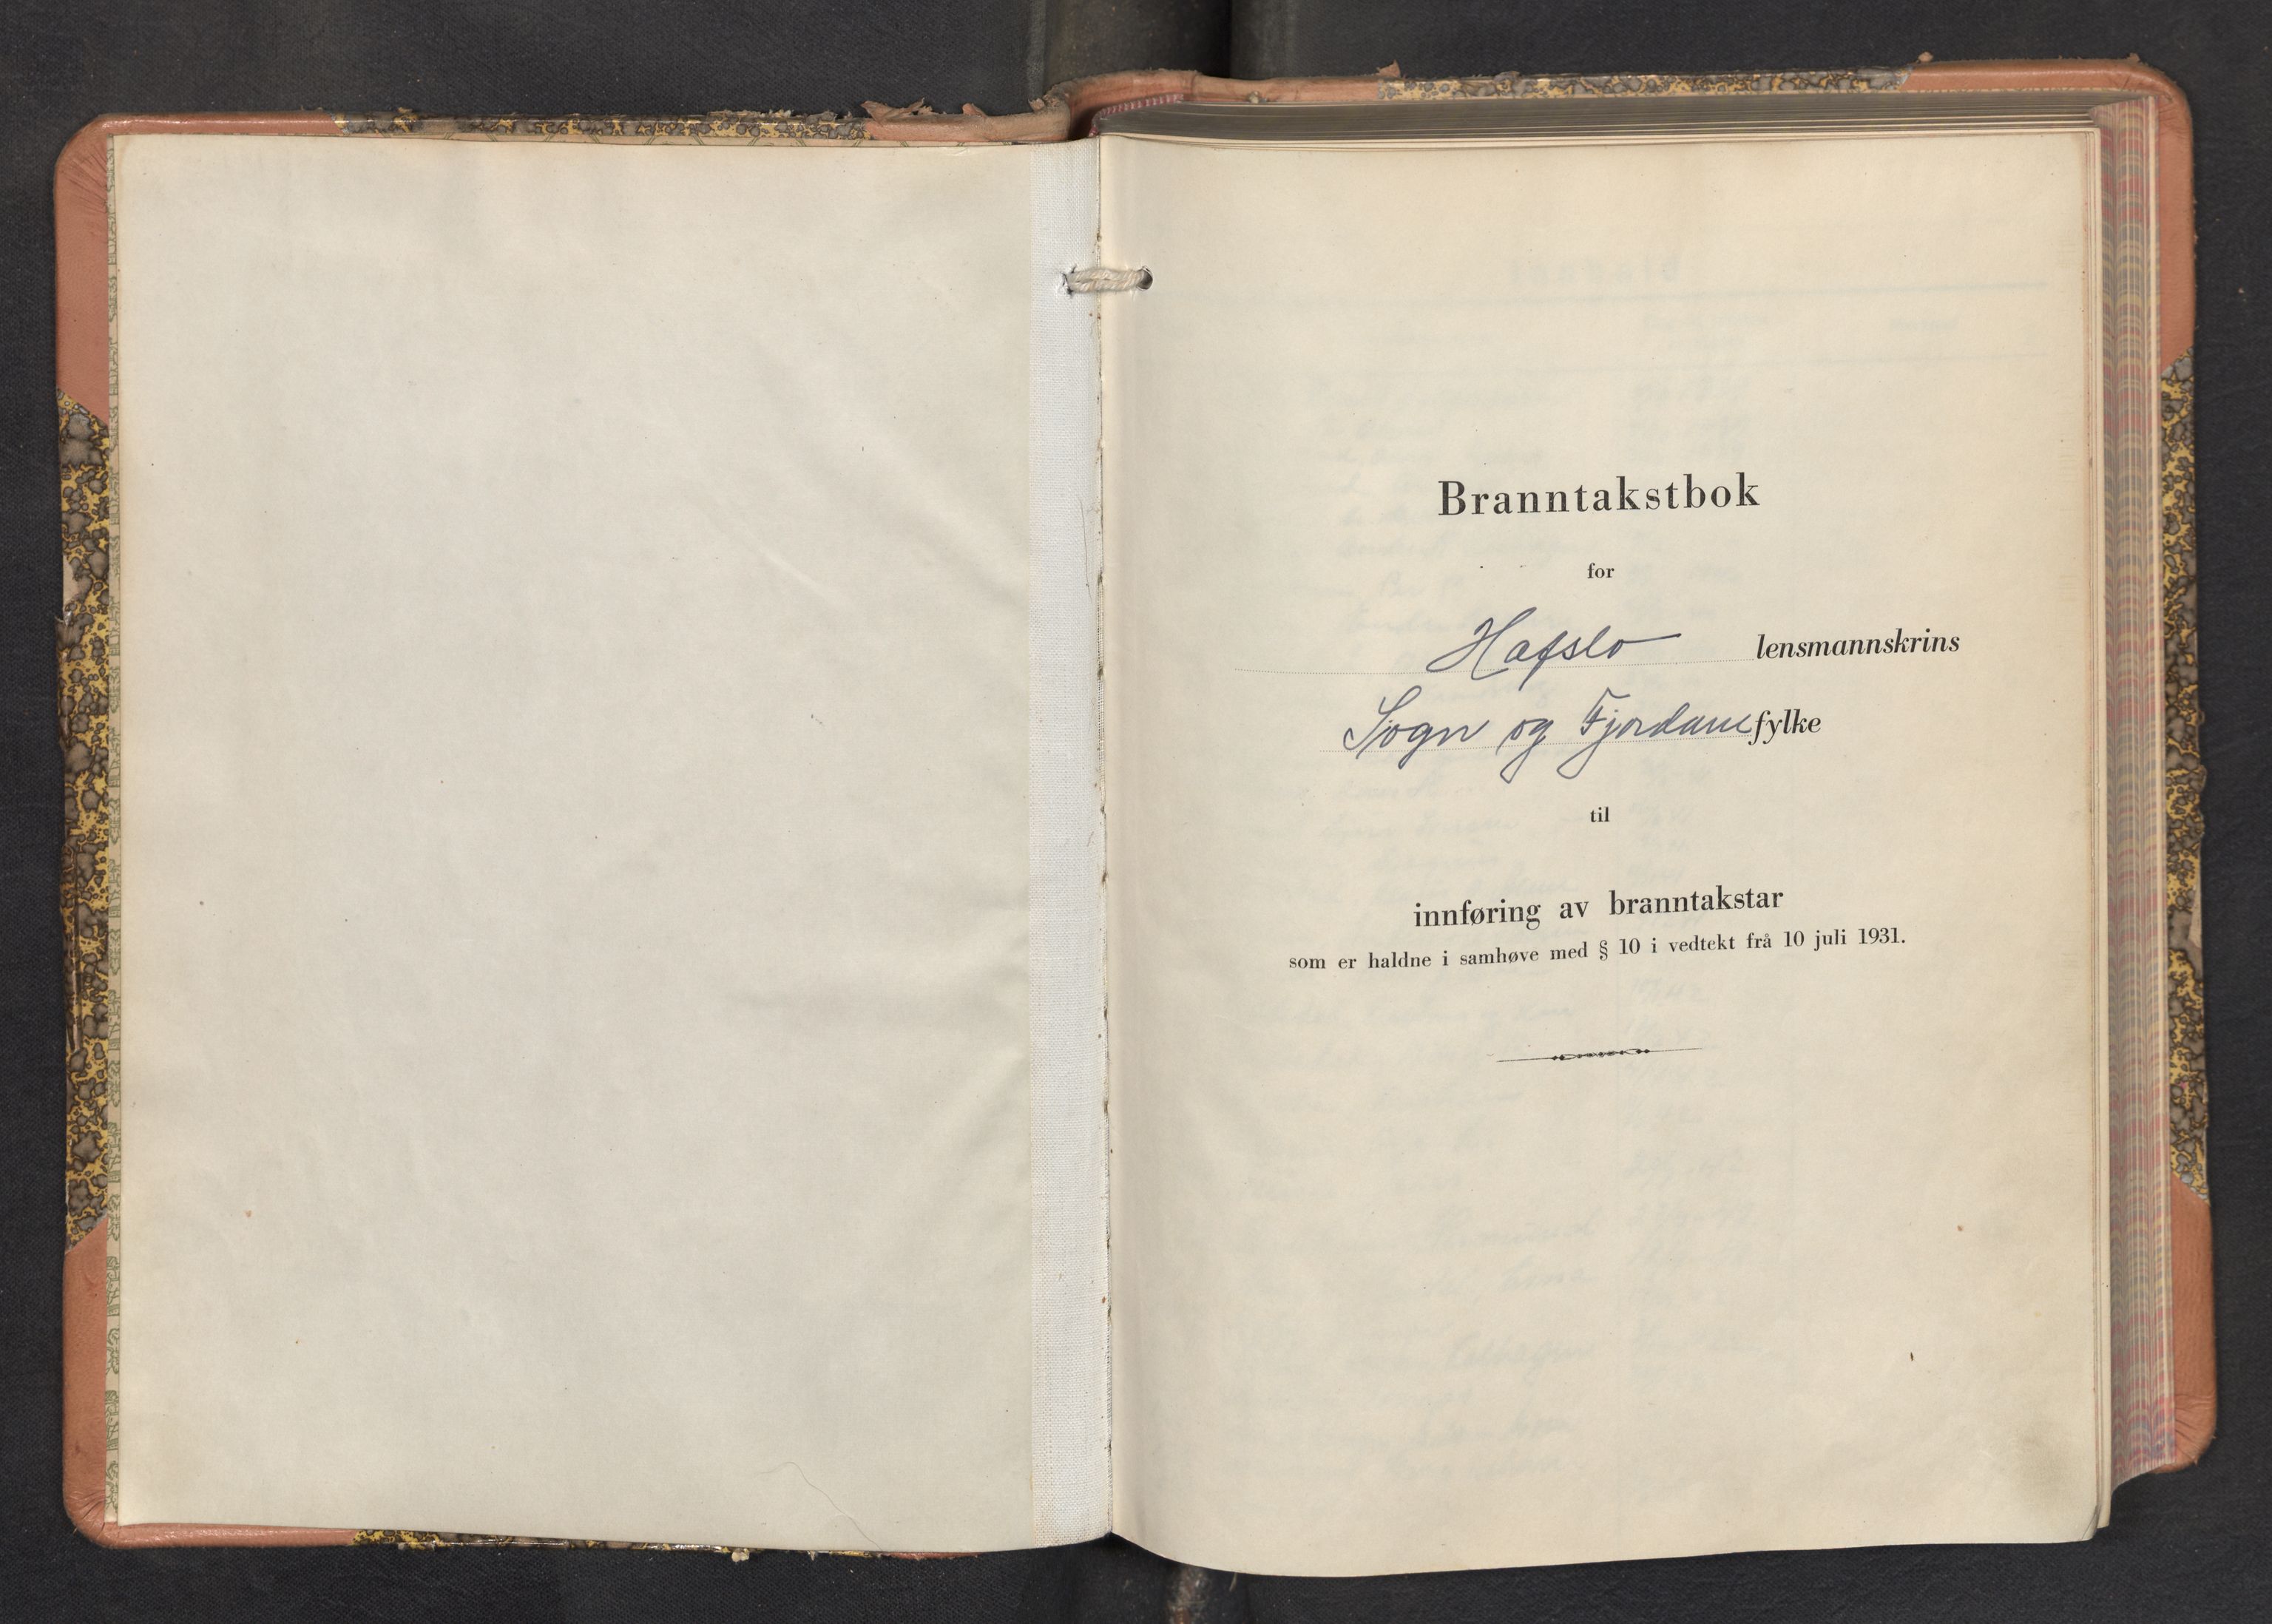 Branntakstbok
for
Hafslo lensmannskrins
Sogn og Fjordane fylke
til
innføring av branntakstar
som er haldne i samhøve med § 10 i vedtekt frå 10 juli 1931.